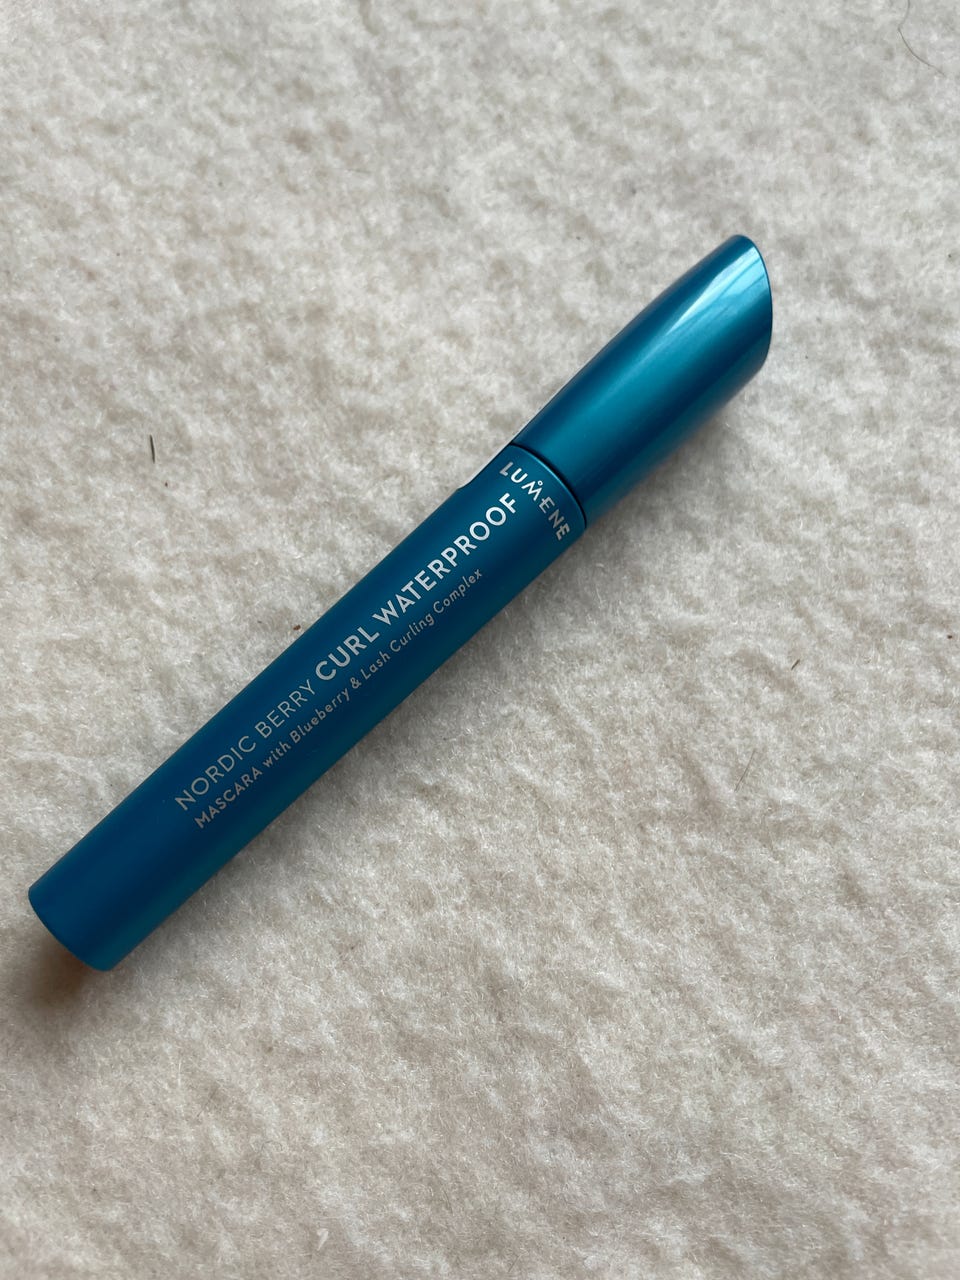 LUMENE
NORDIC BERRY CURL WATERPROOF
MASCARA with Blueberry & Lash Curling Complex